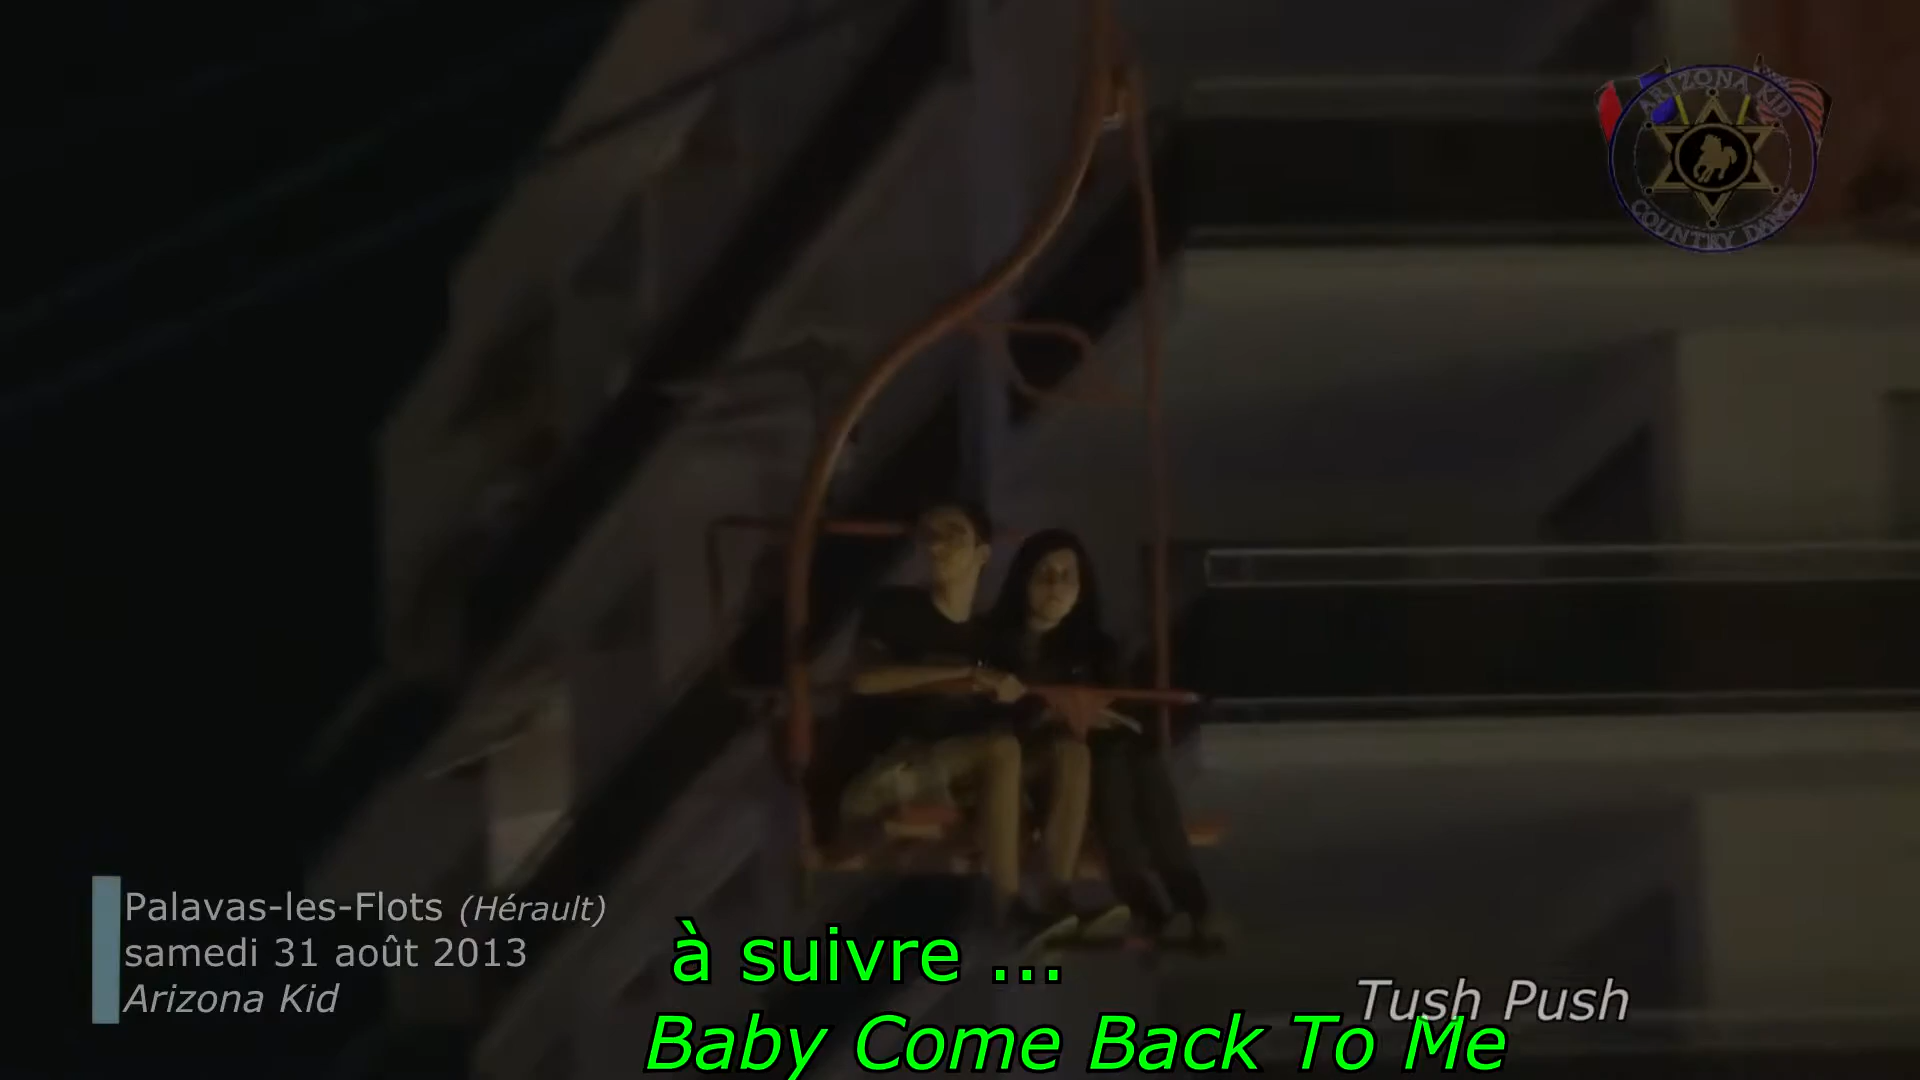 ARIZONA KID
COUNTRY DANCE
Palavas-les-Flots (Hérault)
samedi 31 août 2013
Arizona Kid
à suivre ...
Tush Push
Baby Come Back To Me